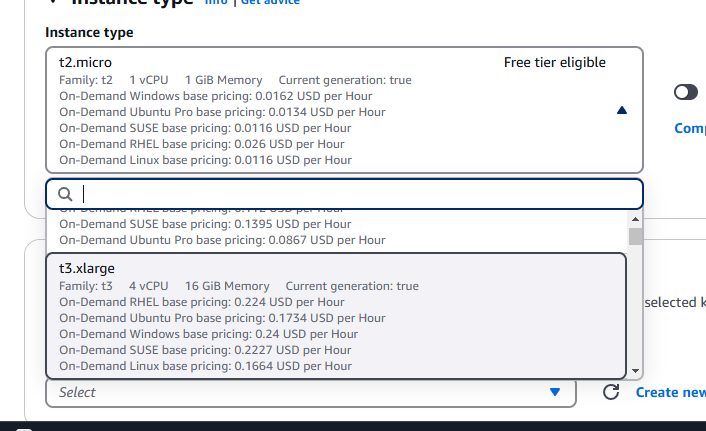 Instance type Info | Get advice
Instance type
t2.micro Free tier eligible
Family: t2 1 vCPU 1 GiB Memory Current generation: true
On-Demand Windows base pricing: 0.0162 USD per Hour
On-Demand Ubuntu Pro base pricing: 0.0134 USD per Hour
On-Demand SUSE base pricing: 0.0116 USD per Hour
On-Demand RHEL base pricing: 0.026 USD per Hour
On-Demand Linux base pricing: 0.0116 USD per Hour
Comp
On-Demand RHEL base pricing: 0.112 USD per Hour
On-Demand SUSE base pricing: 0.1395 USD per Hour
On-Demand Ubuntu Pro base pricing: 0.0867 USD per Hour
t3.xlarge
Family: t3 4 vCPU 16 GiB Memory Current generation: true
On-Demand RHEL base pricing: 0.224 USD per Hour
On-Demand Ubuntu Pro base pricing: 0.1734 USD per Hour
On-Demand Windows base pricing: 0.24 USD per Hour
On-Demand SUSE base pricing: 0.2227 USD per Hour
On-Demand Linux base pricing: 0.1664 USD per Hour
selected k
Select
Create new